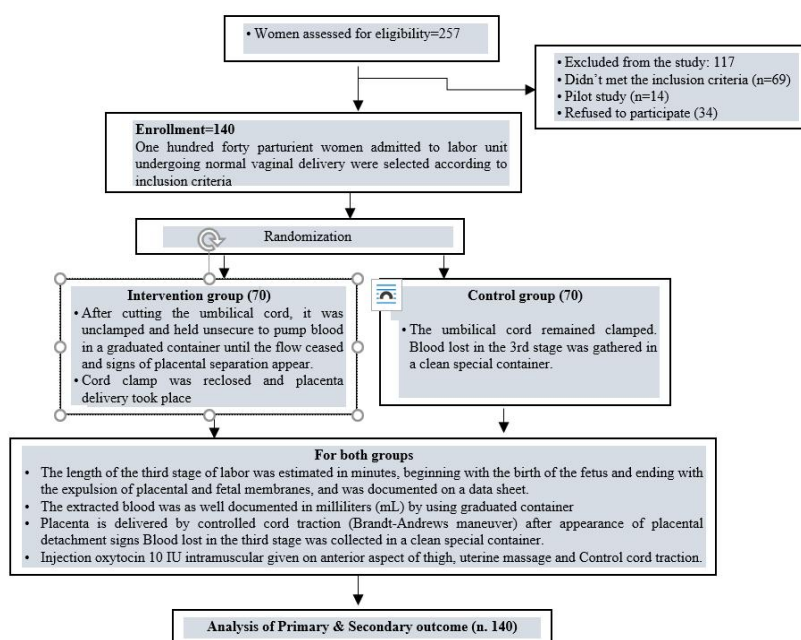 • Women assessed for eligibility=257
• Excluded from the study: 117
• Didn’t met the inclusion criteria (n=69)
• Pilot study (n=14)
• Refused to participate (34)
Enrollment=140
One hundred forty parturient women admitted to labor unit
undergoing normal vaginal delivery were selected according to
inclusion criteria
Randomization
Intervention group (70)
• After cutting the umbilical cord, it was
unclamped and held unsecure to pump blood
in a graduated container until the flow ceased
and signs of placental separation appear.
• Cord clamp was reclosed and placenta
delivery took place
Control group (70)
• The umbilical cord remained clamped.
Blood lost in the 3rd stage was gathered in
a clean special container.
For both groups
• The length of the third stage of labor was estimated in minutes, beginning with the birth of the fetus and ending with
the expulsion of placental and fetal membranes, and was documented on a data sheet.
• The extracted blood was as well documented in milliliters (mL) by using graduated container
• Placenta is delivered by controlled cord traction (Brandt-Andrews maneuver) after appearance of placental
detachment signs Blood lost in the third stage was collected in a clean special container.
• Injection oxytocin 10 IU intramuscular given on anterior aspect of thigh, uterine massage and Control cord traction.
Analysis of Primary & Secondary outcome (n. 140)